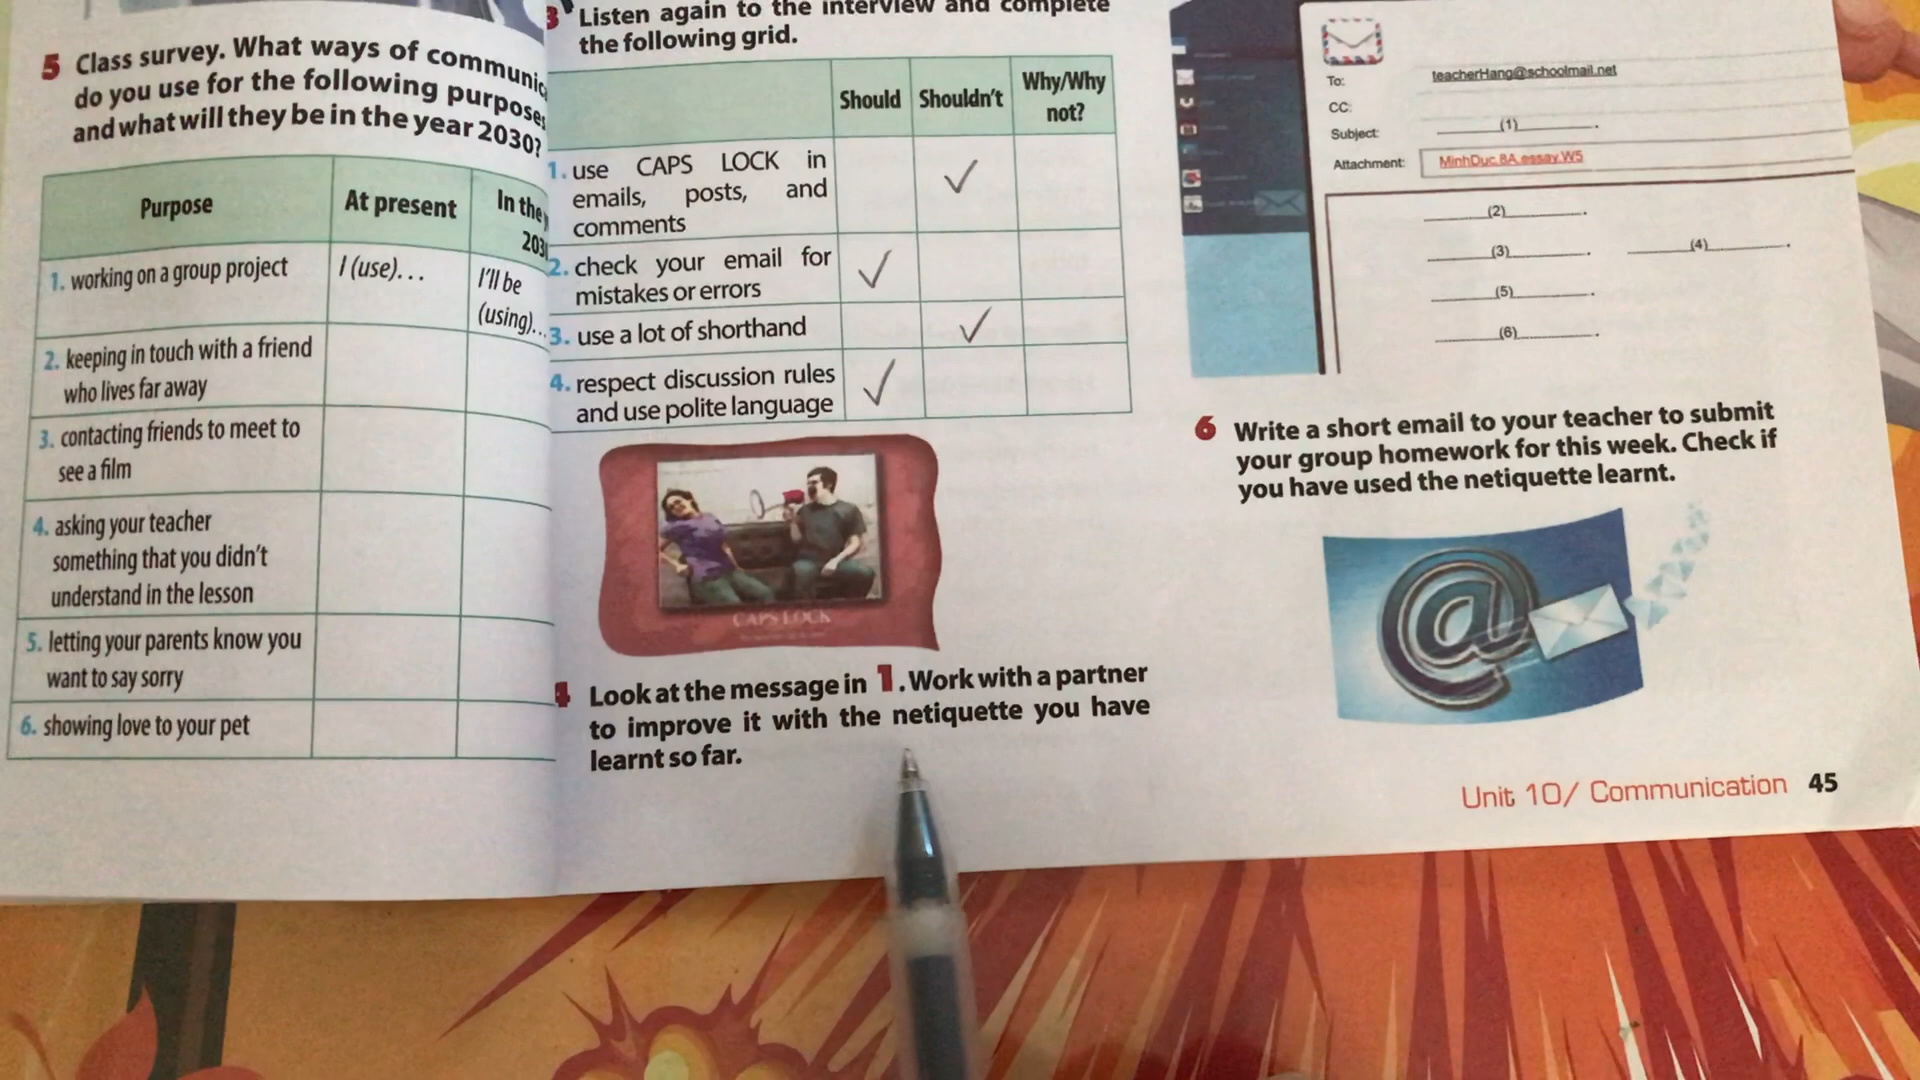 5 Class survey. What ways of communic
do you use for the following purposes
and what will they be in the year 2030?
Purpose
At present
In the
1. working on a group project
I (use)...
I'll be
(using)...
2. keeping in touch with a friend
who lives far away
3. contacting friends to meet to
see a film
4. asking your teacher
something that you didn't
understand in the lesson
5. letting your parents know you
want to say sorry
6. showing love to your pet
3 Listen again to the interview and complete
the following grid.
Should
Shouldn't
Why/Why
not?
1. use CAPS LOCK in
emails, posts, and
comments
2. check your email for
mistakes or errors
3. use a lot of shorthand
4. respect discussion rules
and use polite language
CAPS LOCK
4 Look at the message in 1. Work with a partner
to improve it with the netiquette you have
learnt so far.
To: teacherHang@schoolmail.net
CC:
Subject: (1) .
Attachment: MinhDuc.8A.essay.W5
(2) .
(3) . (4) .
(5) .
(6) .
6 Write a short email to your teacher to submit
your group homework for this week. Check if
you have used the netiquette learnt.
@
Unit 10/ Communication 45